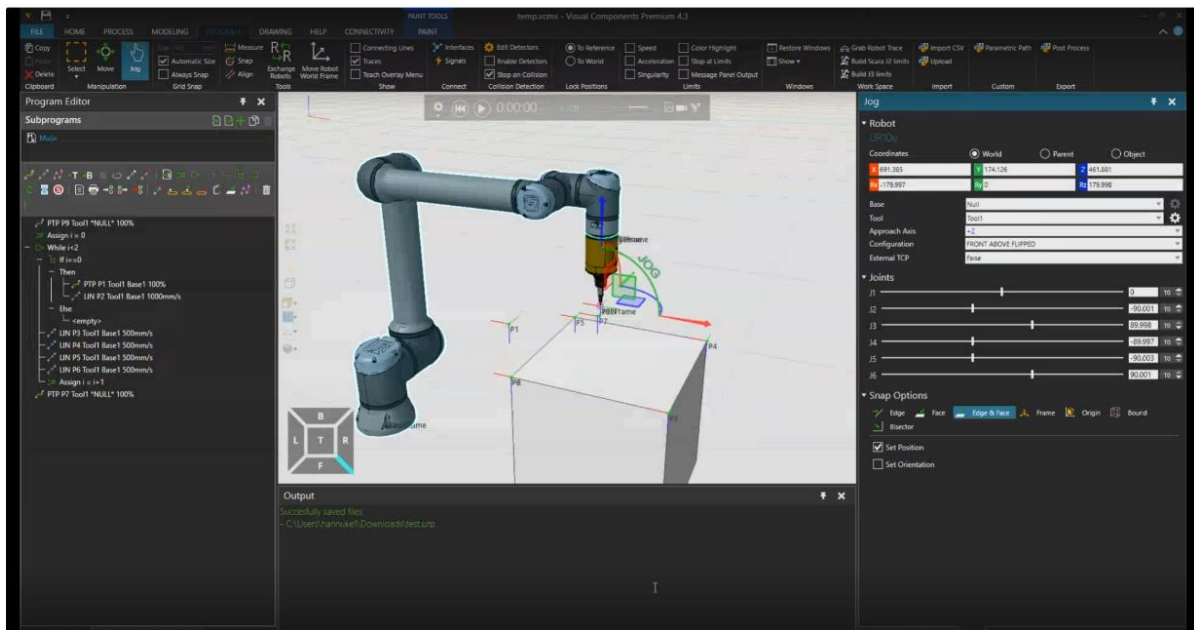 PAINT TOOLS
temp.vcmx - Visual Components Premium 4.3
FILE HOME PROCESS MODELING PROGRAM DRAWING HELP CONNECTIVITY PAINT
Copy
Paste
Delete
Clipboard
Select
Move
Jog
Manipulation
Automatic Size
Always Snap
Grid Snap
Measure
Snap
Align
Tools
Exchange Robots
Move Robot World Frame
Connecting Lines
Traces
Teach Overlay Menu
Show
Interfaces
Signals
Connect
Edit Detectors
Enable Detectors
Stop on Collision
Collision Detection
To Reference
To World
Lock Positions
Speed
Acceleration
Singularity
Color Highlight
Stop at Limits
Message Panel Output
Limits
Restore Windows
Show
Windows
Grab Robot Trace
Build Scara J2 limits
Build J3 limits
Work Space
Import CSV
Upload
Import
Parametric Path
Custom
Post Process
Export
Program Editor
Subprograms
Main
PTP P9 Tool1 *NULL* 100%
Assign i = 0
While i<2
If i==0
Then
PTP P1 Tool1 Base1 100%
LIN P2 Tool1 Base1 1000mm/s
Else
<empty>
LIN P3 Tool1 Base1 500mm/s
LIN P4 Tool1 Base1 500mm/s
LIN P5 Tool1 Base1 500mm/s
LIN P6 Tool1 Base1 500mm/s
Assign i = i+1
PTP P7 Tool1 *NULL* 100%
0:00:00
JOG
P1
P5
P7
P4
P8
B
L T R
F
Output
Succesfully saved files:
- C:\Users\hannukel\Downloads\test.urp
Jog
Robot
UR10e
Coordinates World Parent Object
X 691.365 Y 174.126 Z 461.881
Rx -179.997 Ry 0 Rz 179.998
Base Null
Tool Tool1
Approach Axis +Z
Configuration FRONT ABOVE FLIPPED
External TCP False
Joints
J1 0 TO
J2 -90.001 TO
J3 89.998 TO
J4 -89.997 TO
J5 -90.003 TO
J6 90.001 TO
Snap Options
Edge Face Edge & Face Frame Origin Bound
Bisector
Set Position
Set Orientation